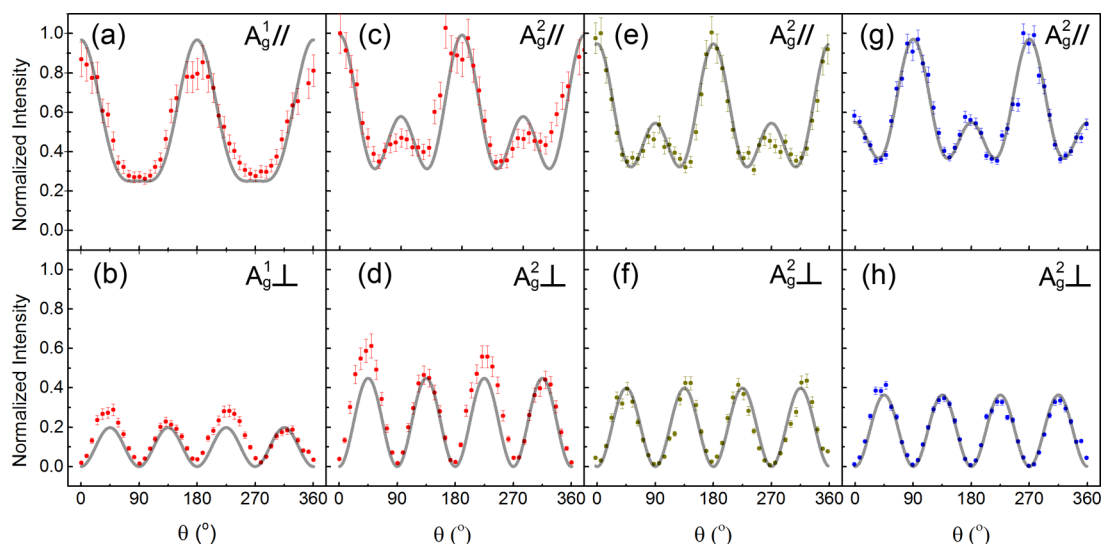 (a) A_g^1//
(c) A_g^2//
(e) A_g^2//
(g) A_g^2//
Normalized Intensity
1.0
0.8
0.6
0.4
0.2
0.0
(b) A_g^1⊥
(d) A_g^2⊥
(f) A_g^2⊥
(h) A_g^2⊥
Normalized Intensity
1.0
0.8
0.6
0.4
0.2
0.0
0 90 180 270 360
0 90 180 270 360
0 90 180 270 360
0 90 180 270 360
θ (°)
θ (°)
θ (°)
θ (°)